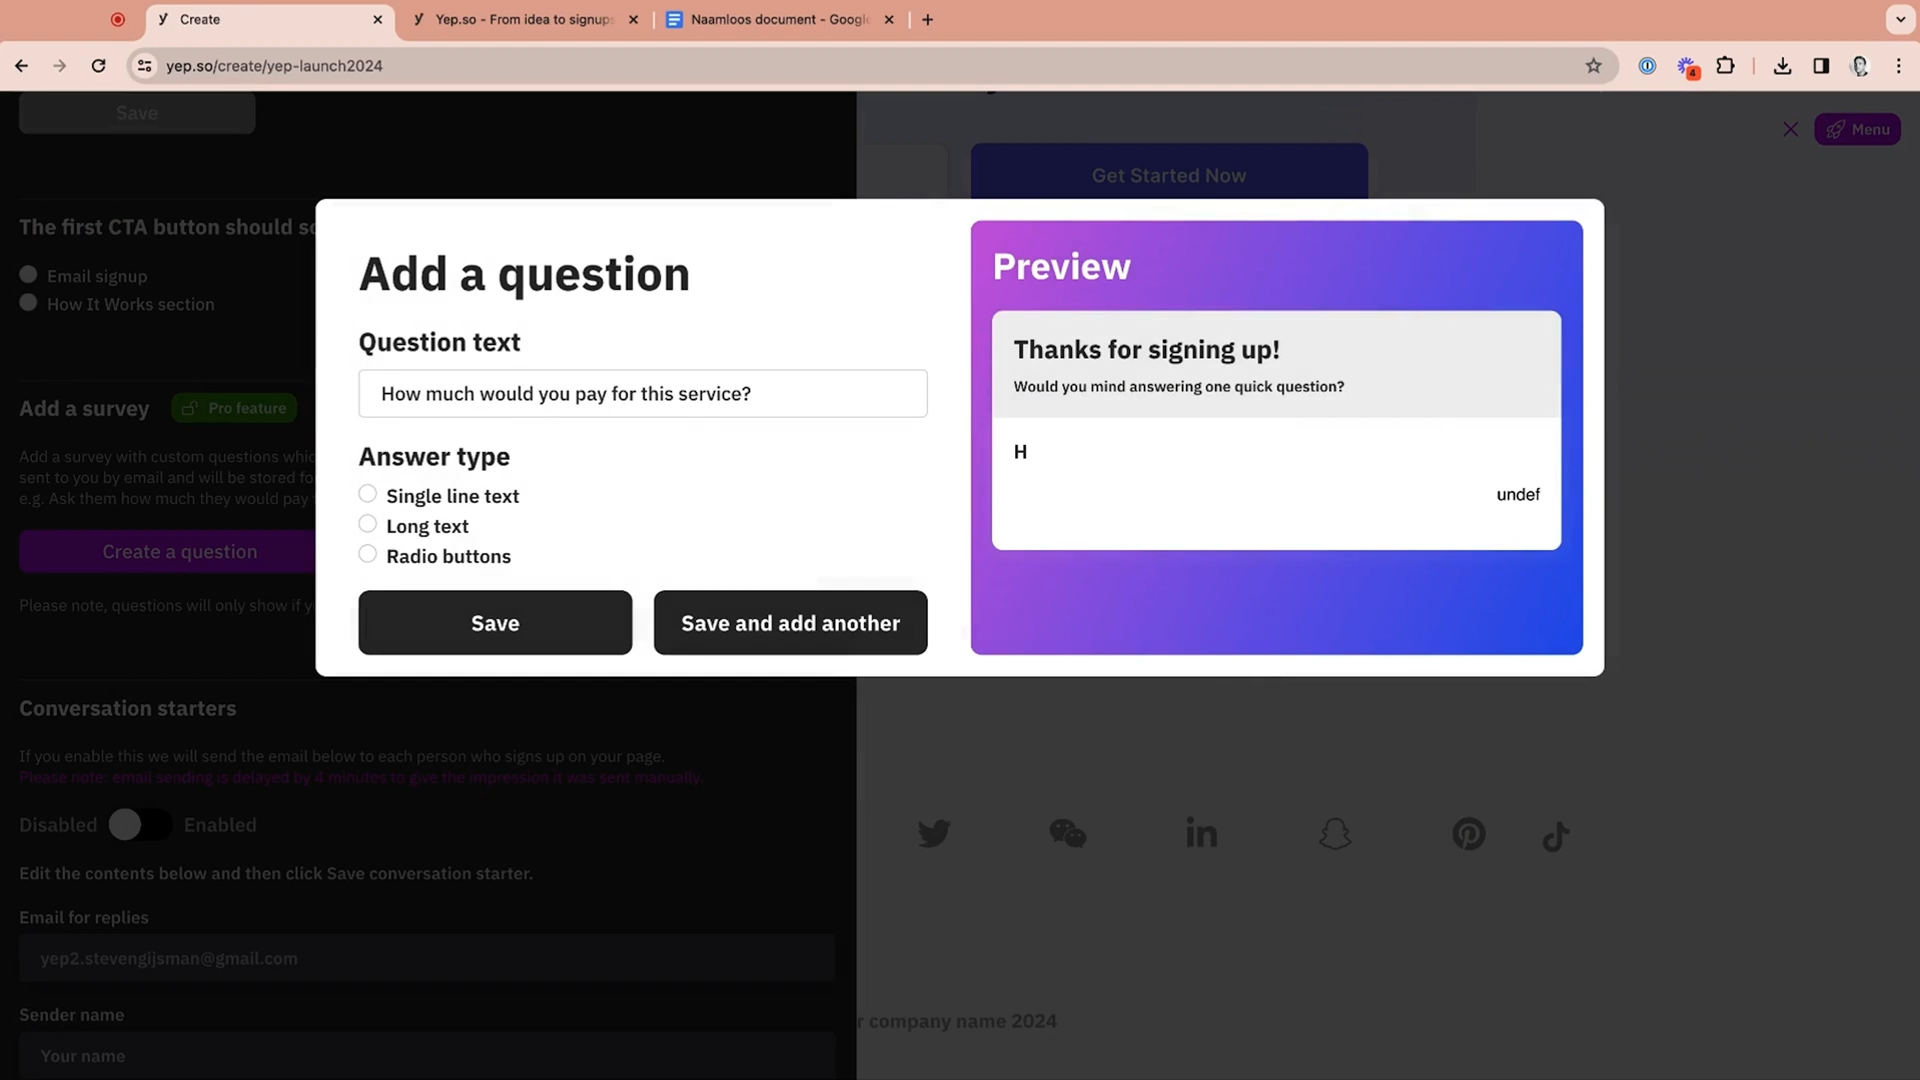 Create
Yep.so - From idea to signups
Naamloos document - Google
yep.so/create/yep-launch2024
4
Save
Menu
Get Started Now
The first CTA button should sc
Email signup
How It Works section
Add a survey
Pro feature
Add a survey with custom questions whic
sent to you by email and will be stored fo
e.g. Ask them how much they would pay
Create a question
Please note, questions will only show if y
Add a question
Question text
How much would you pay for this service?
Answer type
Single line text
Long text
Radio buttons
Save
Save and add another
Preview
Thanks for signing up!
Would you mind answering one quick question?
H
undef
Conversation starters
If you enable this we will send the email below to each person who signs up on your page.
Please note: email sending is delayed by 4 minutes to give the impression it was sent manually.
Disabled
Enabled
Edit the contents below and then click Save conversation starter.
Email for replies
yep2.stevengijsman@gmail.com
Sender name
Your name
r company name 2024